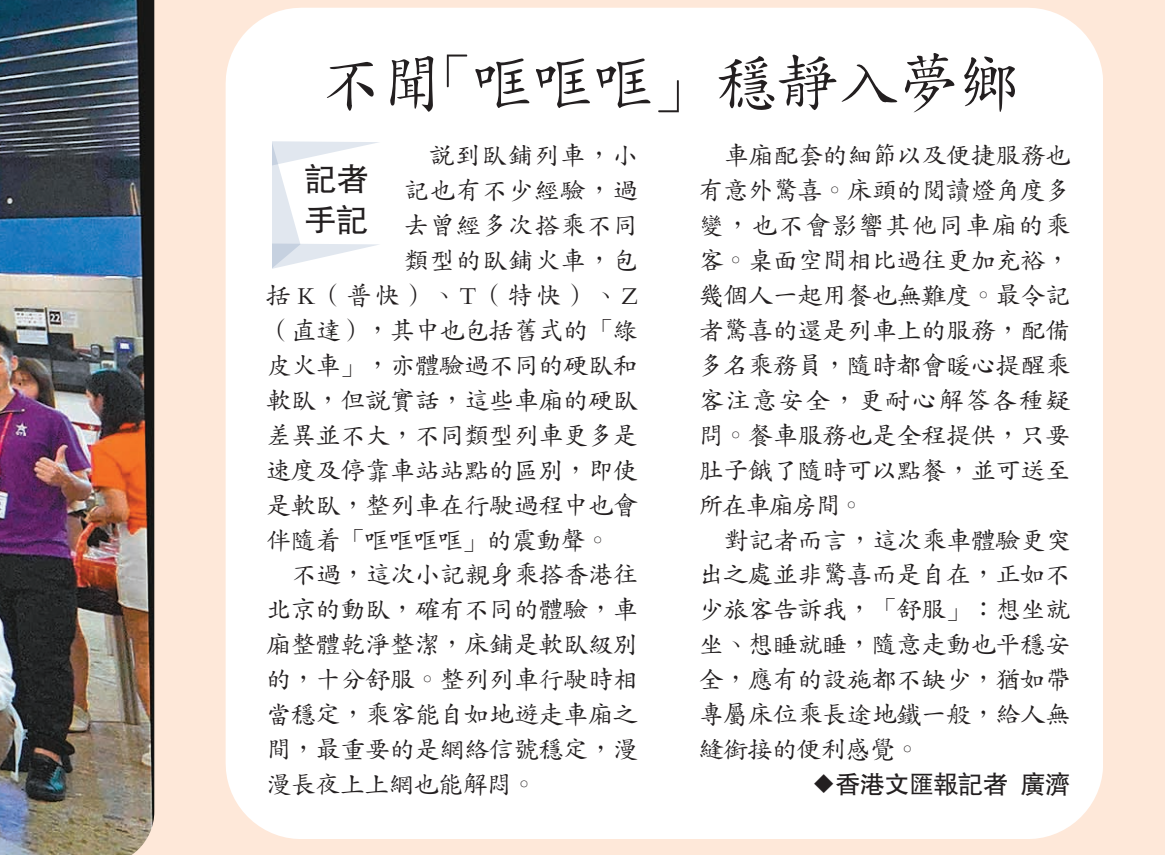 不聞「哐哐哐」穩靜入夢鄉
記者
手記
説到臥鋪列車，小
記也有不少經驗，過
去曾經多次搭乘不同
類型的臥鋪火車，包
括K（普快）、T（特快）、Z
（直達），其中也包括舊式的「綠
皮火車」，亦體驗過不同的硬臥和
軟臥，但説實話，這些車廂的硬臥
差異並不大，不同類型列車更多是
速度及停靠車站站點的區別，即使
是軟臥，整列車在行駛過程中也會
伴隨着「哐哐哐哐」的震動聲。
不過，這次小記親身乘搭香港往
北京的動臥，確有不同的體驗，車
廂整體乾淨整潔，床鋪是軟臥級別
的，十分舒服。整列列車行駛時相
當穩定，乘客能自如地遊走車廂之
間，最重要的是網絡信號穩定，漫
漫長夜上上網也能解悶。
車廂配套的細節以及便捷服務也
有意外驚喜。床頭的閲讀燈角度多
變，也不會影響其他同車廂的乘
客。桌面空間相比過往更加充裕，
幾個人一起用餐也無難度。最令記
者驚喜的還是列車上的服務，配備
多名乘務員，隨時都會暖心提醒乘
客注意安全，更耐心解答各種疑
問。餐車服務也是全程提供，只要
肚子餓了隨時可以點餐，並可送至
所在車廂房間。
對記者而言，這次乘車體驗更突
出之處並非驚喜而是自在，正如不
少旅客告訴我，「舒服」：想坐就
坐、想睡就睡，隨意走動也平穩安
全，應有的設施都不缺少，猶如帶
專屬床位乘長途地鐵一般，給人無
縫銜接的便利感覺。
◆香港文匯報記者 廣濟
22